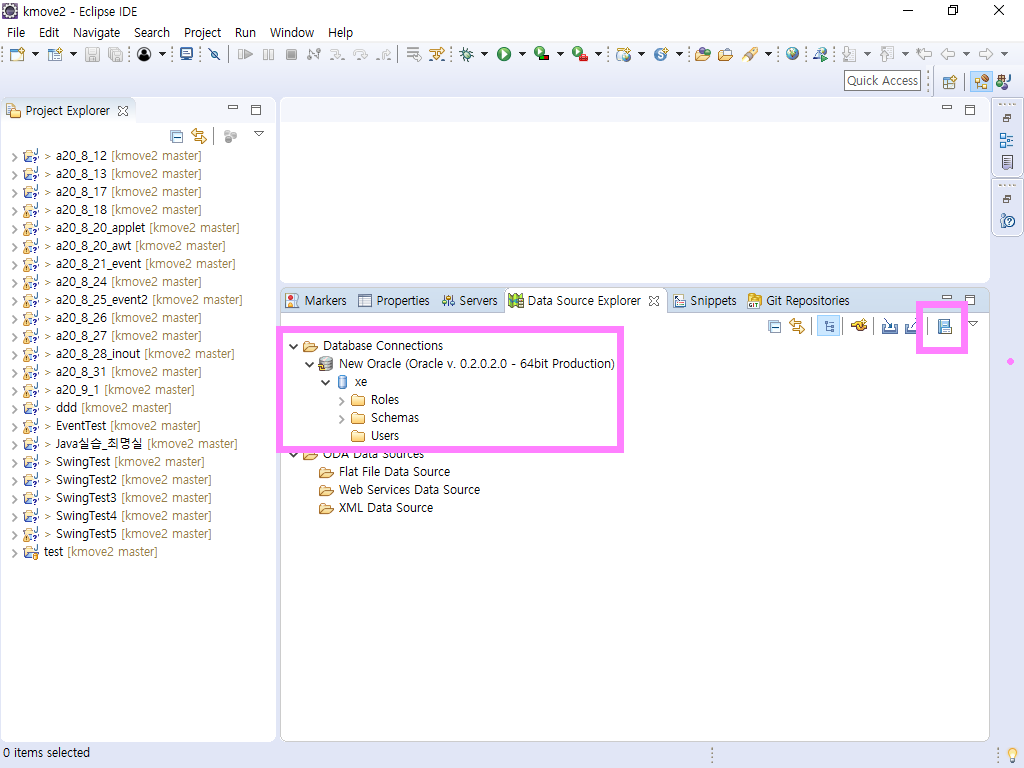 kmove2 - Eclipse IDE
File Edit Navigate Search Project Run Window Help
Quick Access
Project Explorer
> a20_8_12 [kmove2 master]
> a20_8_13 [kmove2 master]
> a20_8_17 [kmove2 master]
> a20_8_18 [kmove2 master]
> a20_8_20_applet [kmove2 master]
> a20_8_20_awt [kmove2 master]
> a20_8_21_event [kmove2 master]
> a20_8_24 [kmove2 master]
> a20_8_25_event2 [kmove2 master]
> a20_8_26 [kmove2 master]
> a20_8_27 [kmove2 master]
> a20_8_28_inout [kmove2 master]
> a20_8_31 [kmove2 master]
> a20_9_1 [kmove2 master]
> ddd [kmove2 master]
> EventTest [kmove2 master]
> Java실습_최명실 [kmove2 master]
> SwingTest [kmove2 master]
> SwingTest2 [kmove2 master]
> SwingTest3 [kmove2 master]
> SwingTest4 [kmove2 master]
> SwingTest5 [kmove2 master]
test [kmove2 master]
Markers Properties Servers Data Source Explorer Snippets Git Repositories
Database Connections
New Oracle (Oracle v. 0.2.0.2.0 - 64bit Production)
xe
Roles
Schemas
Users
ODA Data Sources
Flat File Data Source
Web Services Data Source
XML Data Source
0 items selected